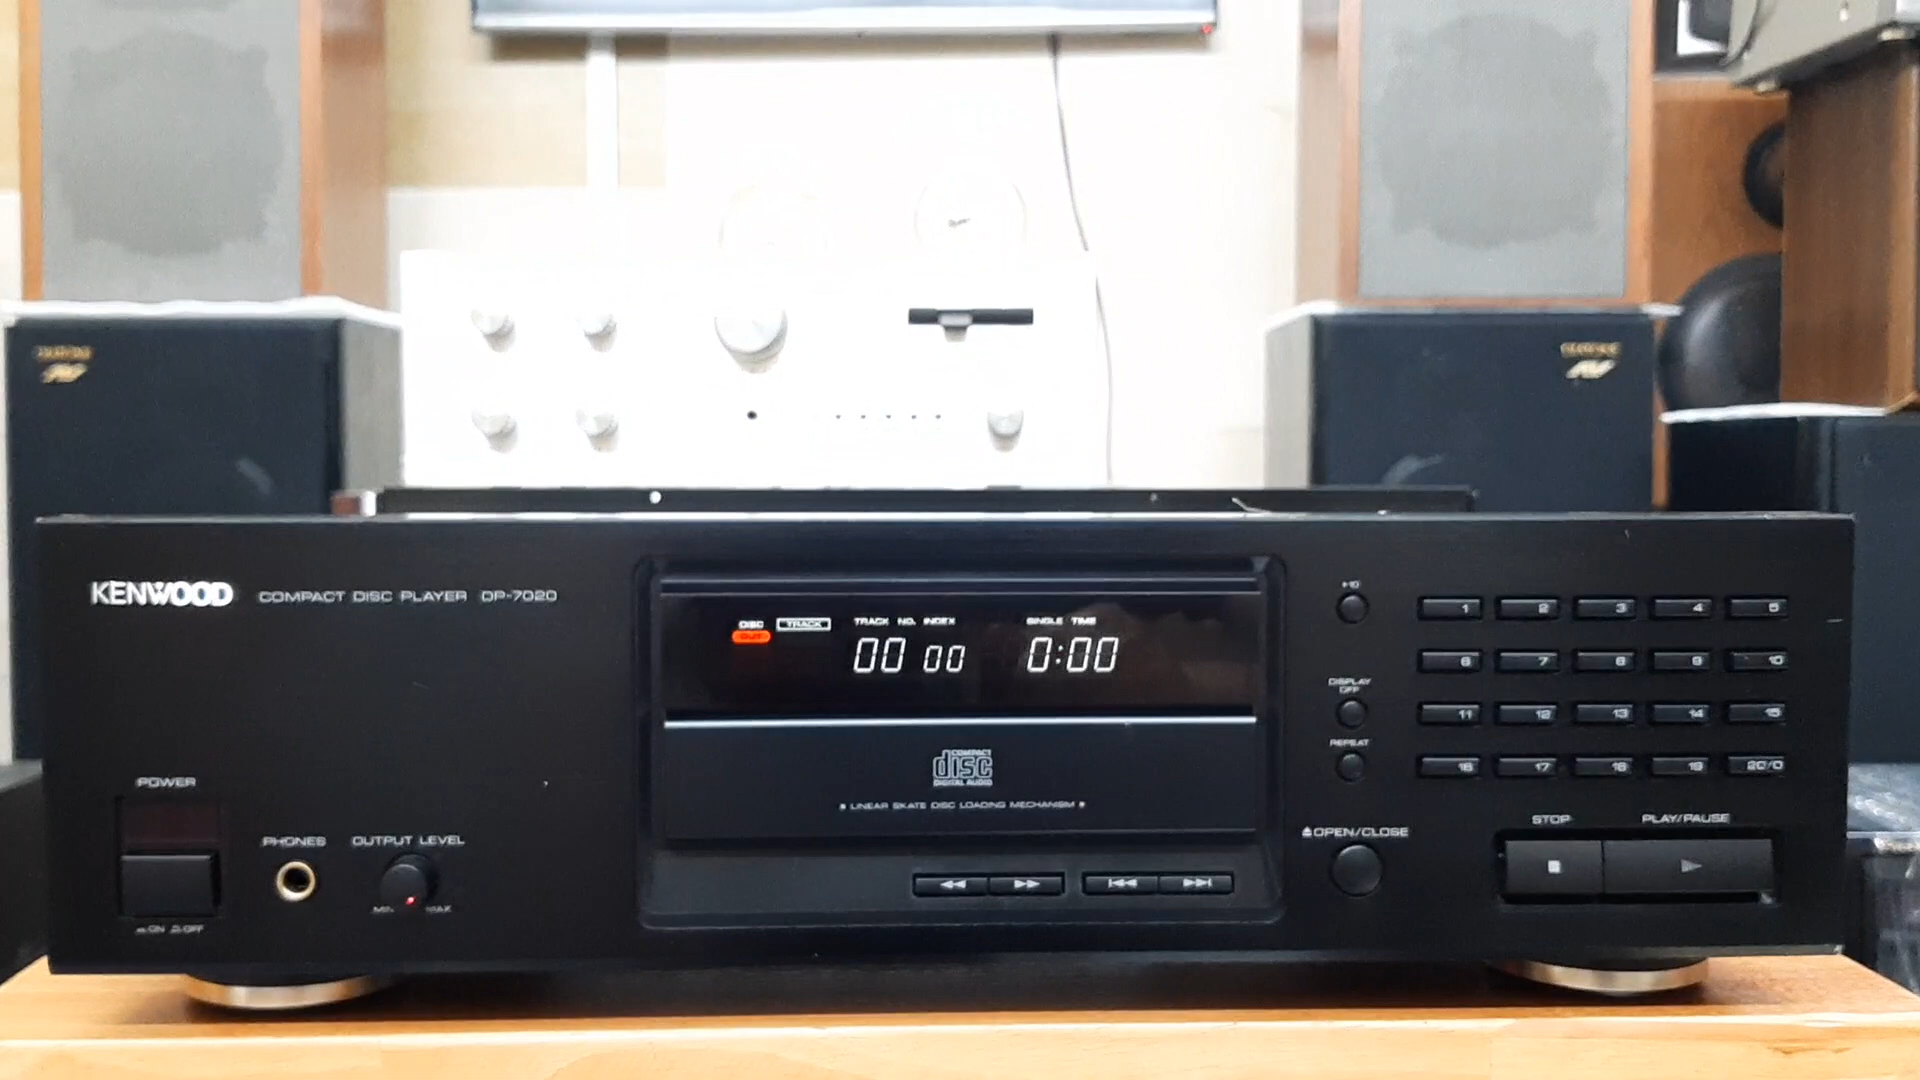 KENWOOD COMPACT DISC PLAYER DP-7020
DISC OUT TRACK TRACK NO. INDEX SINGLE TIME
00 00 0:00
COMPACT
disc
DIGITAL AUDIO
LINEAR SKATE DISC LOADING MECHANISM
+10
1 2 3 4 5
6 7 8 9 10
DISPLAY
OFF
11 12 13 14 15
REPEAT
16 17 18 19 20/0
POWER
PHONES
OUTPUT LEVEL
MIN MAX
ON OFF
OPEN/CLOSE
STOP
PLAY/PAUSE